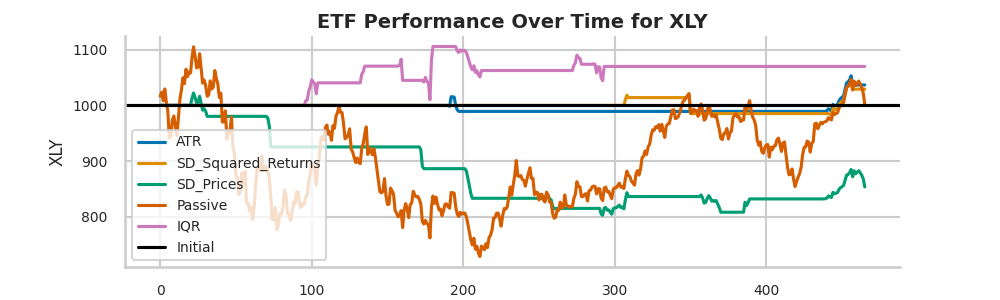 ETF Performance Over Time for XLY
XLY
1100
1000
900
800
ATR
SD_Squared_Returns
SD_Prices
Passive
IQR
Initial
0 100 200 300 400